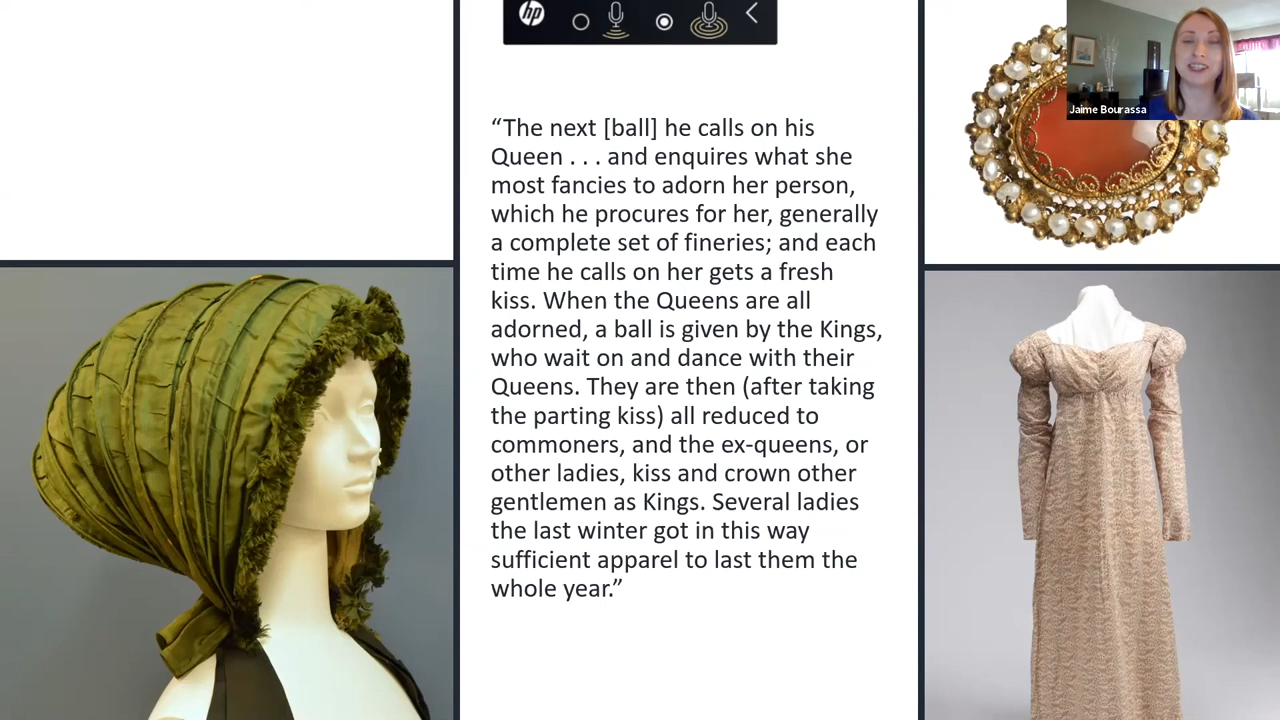 hp
Jaime Bourassa
“The next [ball] he calls on his
Queen . . . and enquires what she
most fancies to adorn her person,
which he procures for her, generally
a complete set of fineries; and each
time he calls on her gets a fresh
kiss. When the Queens are all
adorned, a ball is given by the Kings,
who wait on and dance with their
Queens. They are then (after taking
the parting kiss) all reduced to
commoners, and the ex-queens, or
other ladies, kiss and crown other
gentlemen as Kings. Several ladies
the last winter got in this way
sufficient apparel to last them the
whole year.”